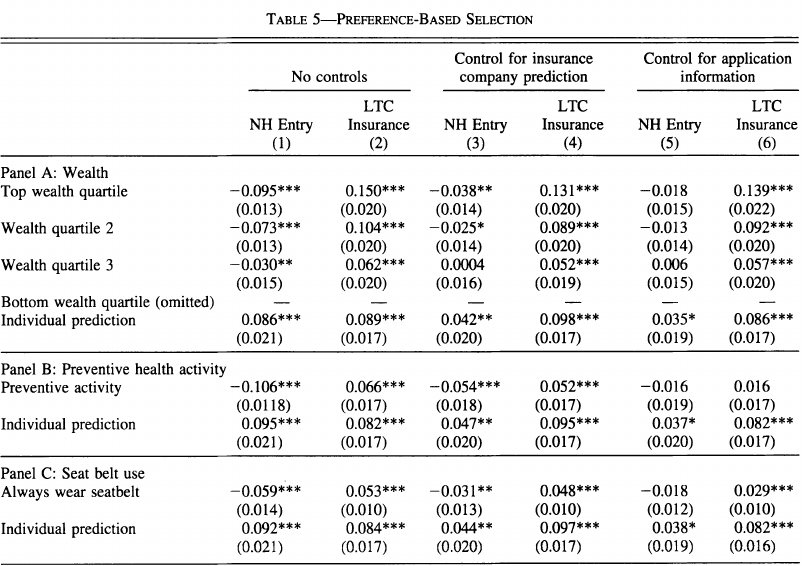 TABLE 5—PREFERENCE-BASED SELECTION
No controls Control for insurance company prediction Control for application information
NH Entry (1) LTC Insurance (2) NH Entry (3) LTC Insurance (4) NH Entry (5) LTC Insurance (6)
Panel A: Wealth
Top wealth quartile −0.095*** 0.150*** −0.038** 0.131*** −0.018 0.139***
(0.013) (0.020) (0.014) (0.020) (0.015) (0.022)
Wealth quartile 2 −0.073*** 0.104*** −0.025* 0.089*** −0.013 0.092***
(0.013) (0.020) (0.014) (0.020) (0.014) (0.020)
Wealth quartile 3 −0.030** 0.062*** 0.0004 0.052*** 0.006 0.057***
(0.015) (0.020) (0.016) (0.019) (0.015) (0.020)
Bottom wealth quartile (omitted) — — — — — —
Individual prediction 0.086*** 0.089*** 0.042** 0.098*** 0.035* 0.086***
(0.021) (0.017) (0.020) (0.017) (0.019) (0.017)
Panel B: Preventive health activity
Preventive activity −0.106*** 0.066*** −0.054*** 0.052*** −0.016 0.016
(0.0118) (0.017) (0.018) (0.017) (0.019) (0.017)
Individual prediction 0.095*** 0.082*** 0.047** 0.095*** 0.037* 0.082***
(0.021) (0.017) (0.020) (0.017) (0.020) (0.017)
Panel C: Seat belt use
Always wear seatbelt −0.059*** 0.053*** −0.031** 0.048*** −0.018 0.029***
(0.014) (0.010) (0.013) (0.010) (0.012) (0.010)
Individual prediction 0.092*** 0.084*** 0.044** 0.097*** 0.038* 0.082***
(0.021) (0.017) (0.020) (0.017) (0.019) (0.016)